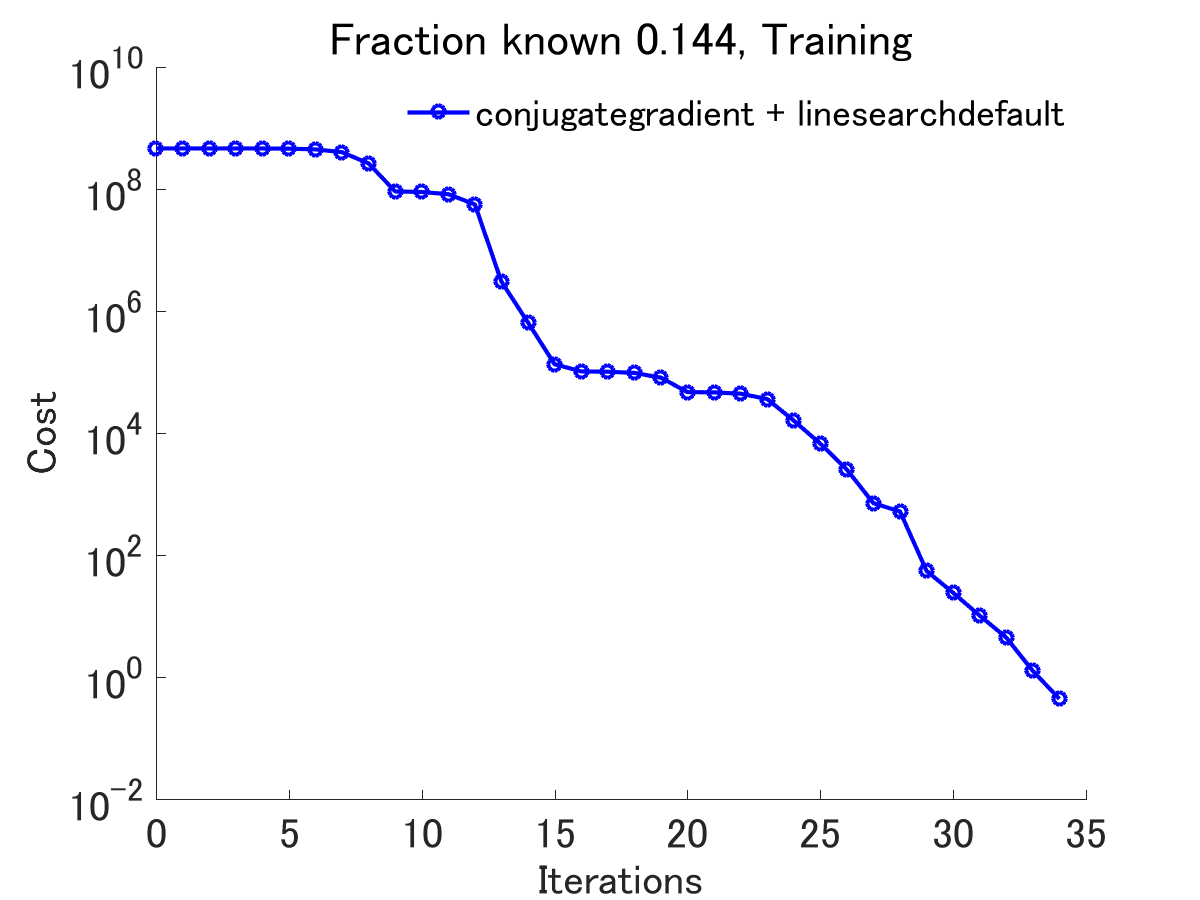 Fraction known 0.144, Training
conjugategradient + linesearchdefault
10^10
10^8
10^6
10^4
10^2
10^0
10^-2
Cost
0 5 10 15 20 25 30 35
Iterations